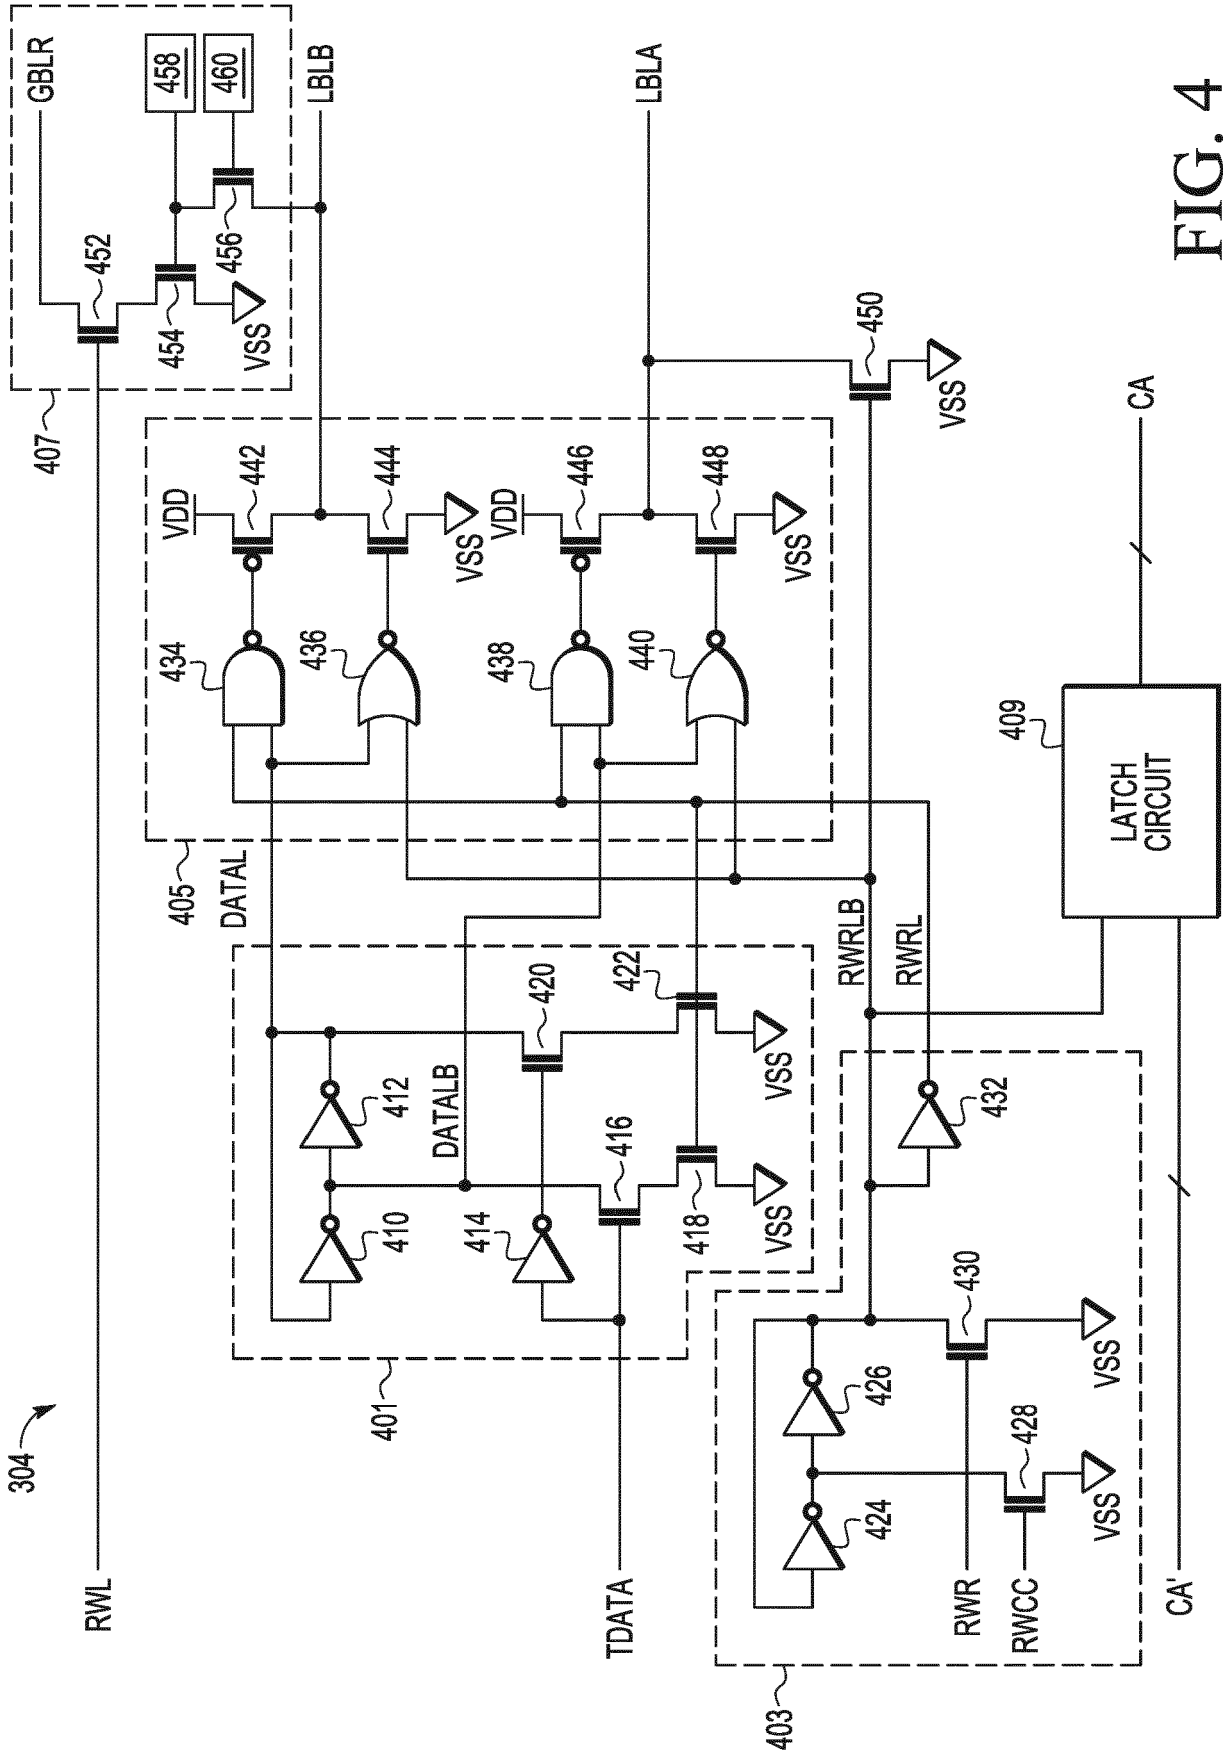 304
RWL
GBLR
452
454
VSS
458
460
456
407
LBLB
LBLA
401
410
412
414
DATALB
416
418
420
422
VSS
VSS
TDATA
DATAL
405
434
VDD
442
436
444
VSS
438
VDD
446
440
448
VSS
450
VSS
403
424
426
428
430
432
VSS
VSS
RWR
RWCC
RWRLB
RWRL
409
LATCH
CIRCUIT
CA
CA'
FIG. 4